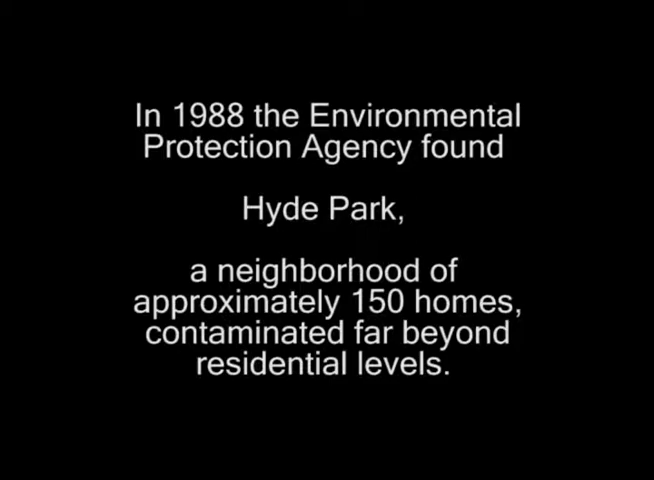 In 1988 the Environmental
Protection Agency found
Hyde Park,
a neighborhood of
approximately 150 homes,
contaminated far beyond
residential levels.